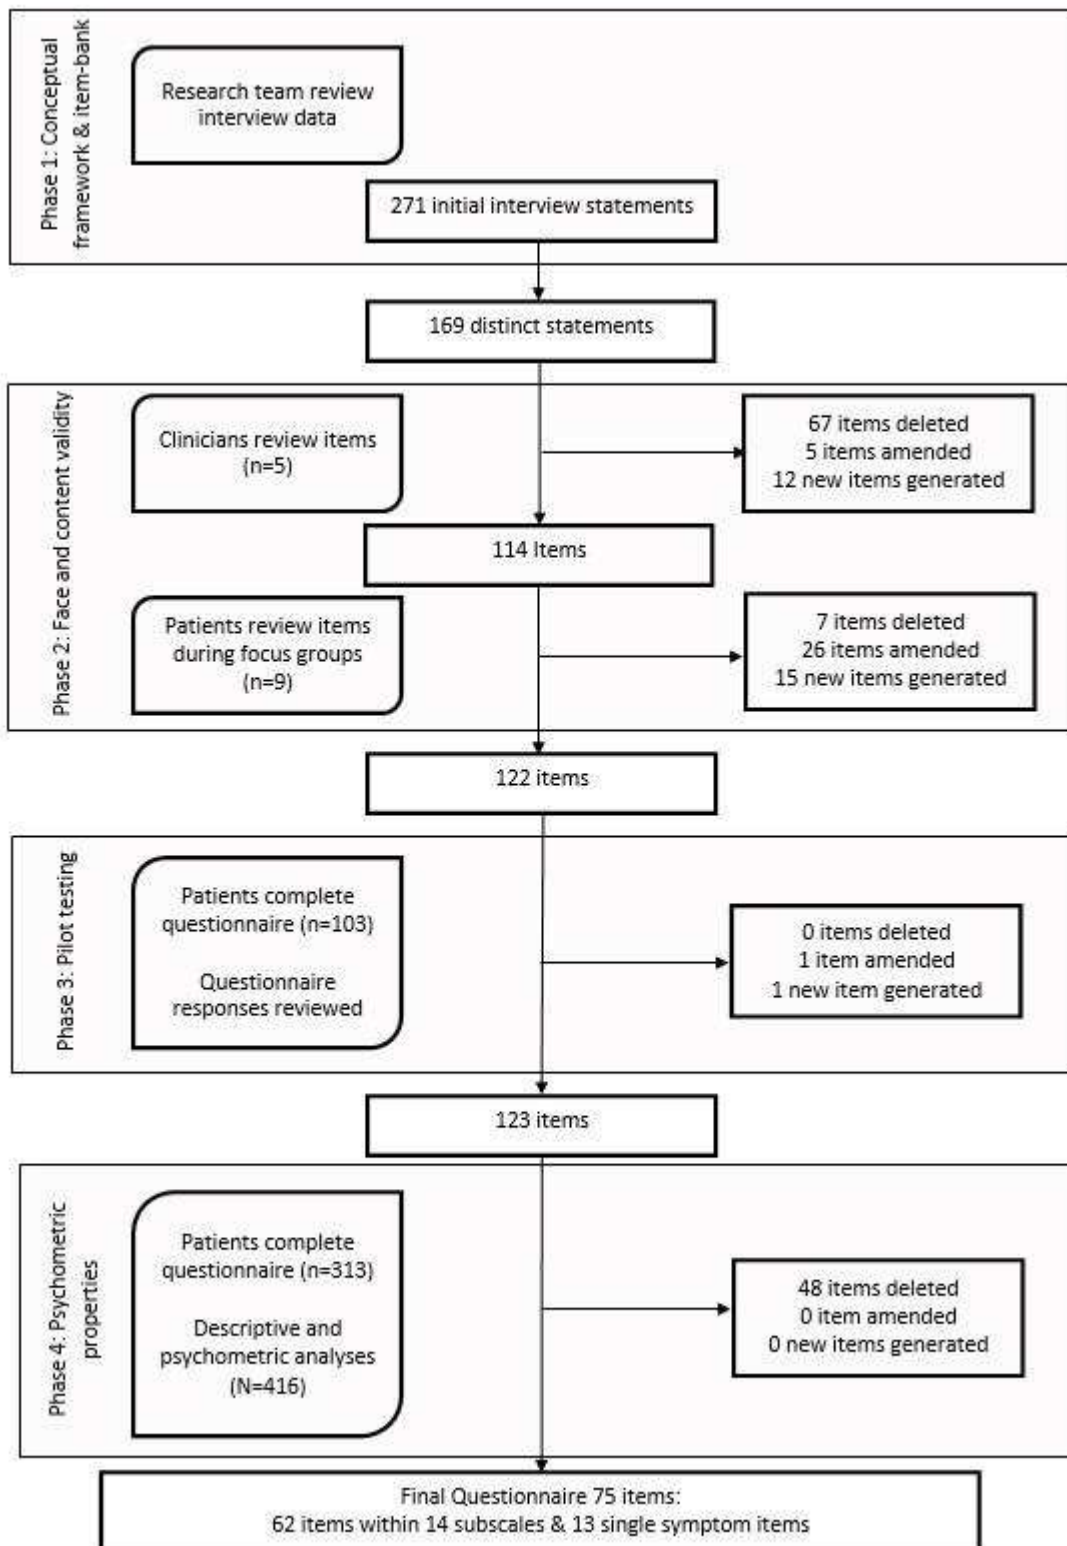 Phase 1: Conceptual
framework & item-bank
Research team review
interview data
271 initial interview statements
169 distinct statements
Phase 2: Face and content validity
Clinicians review items
(n=5)
67 items deleted
5 items amended
12 new items generated
114 Items
Patients review items
during focus groups
(n=9)
7 items deleted
26 items amended
15 new items generated
122 items
Phase 3: Pilot testing
Patients complete
questionnaire (n=103)
Questionnaire
responses reviewed
0 items deleted
1 item amended
1 new item generated
123 items
Phase 4: Psychometric
properties
Patients complete
questionnaire (n=313)
Descriptive and
psychometric analyses
(N=416)
48 items deleted
0 item amended
0 new items generated
Final Questionnaire 75 items:
62 items within 14 subscales & 13 single symptom items